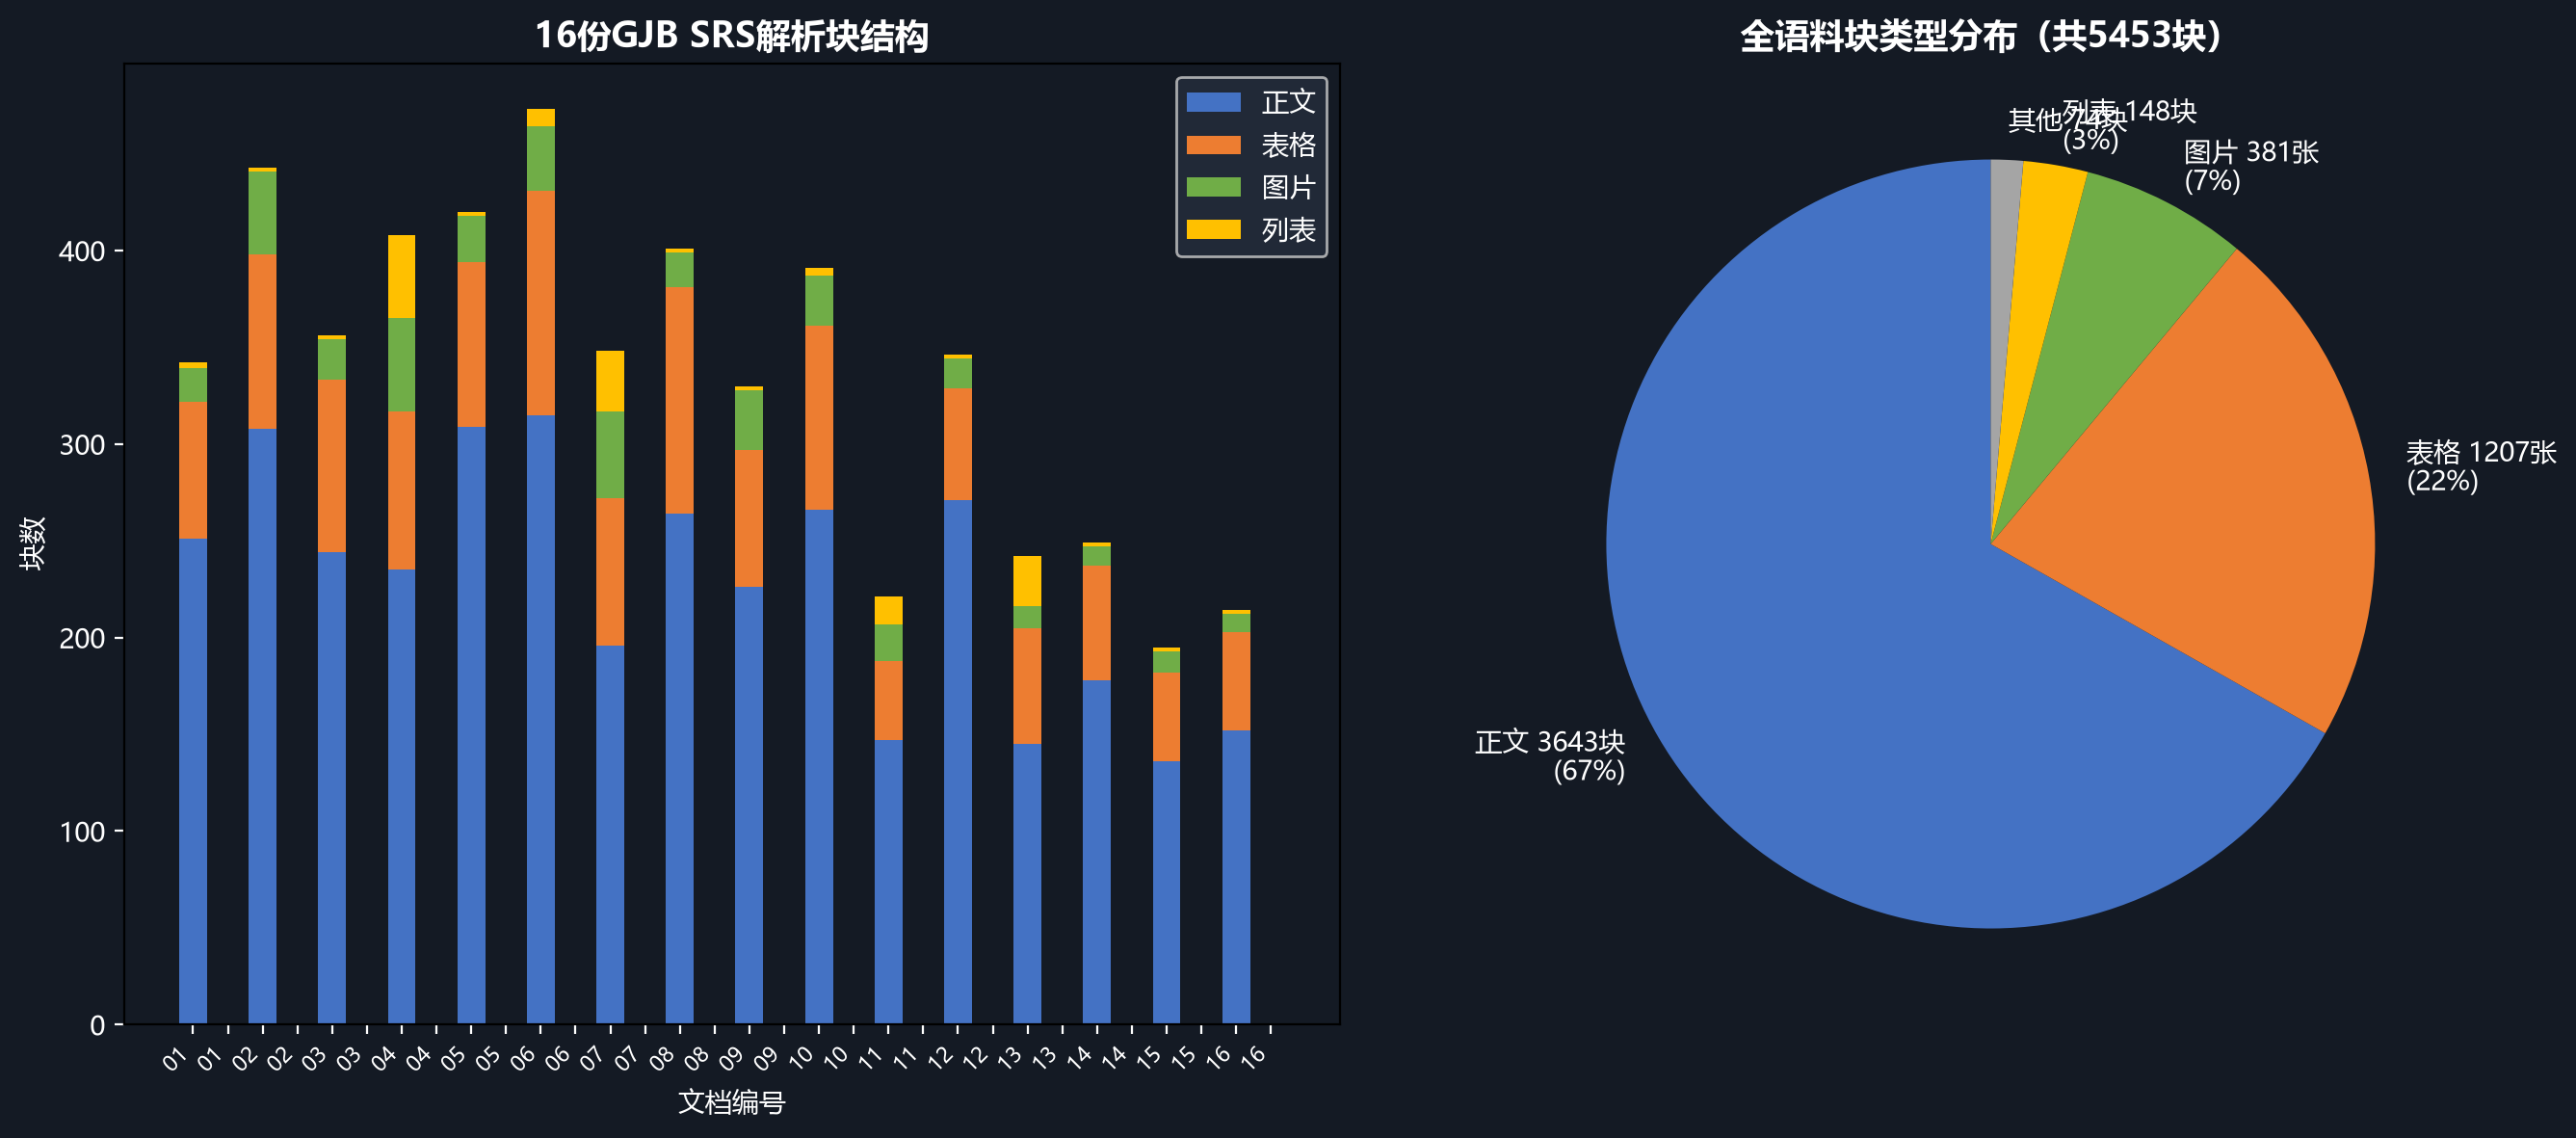 16份GJB SRS解析块结构
正文
表格
图片
列表
块数
400
300
200
100
0
01 01 02 02 03 03 04 04 05 05 06 06 07 07 08 08 09 09 10 10 11 11 12 12 13 13 14 14 15 15 16 16
文档编号
全语料块类型分布（共5453块）
其他 74块
列表 148块
(3%)
图片 381张
(7%)
表格 1207张
(22%)
正文 3643块
(67%)